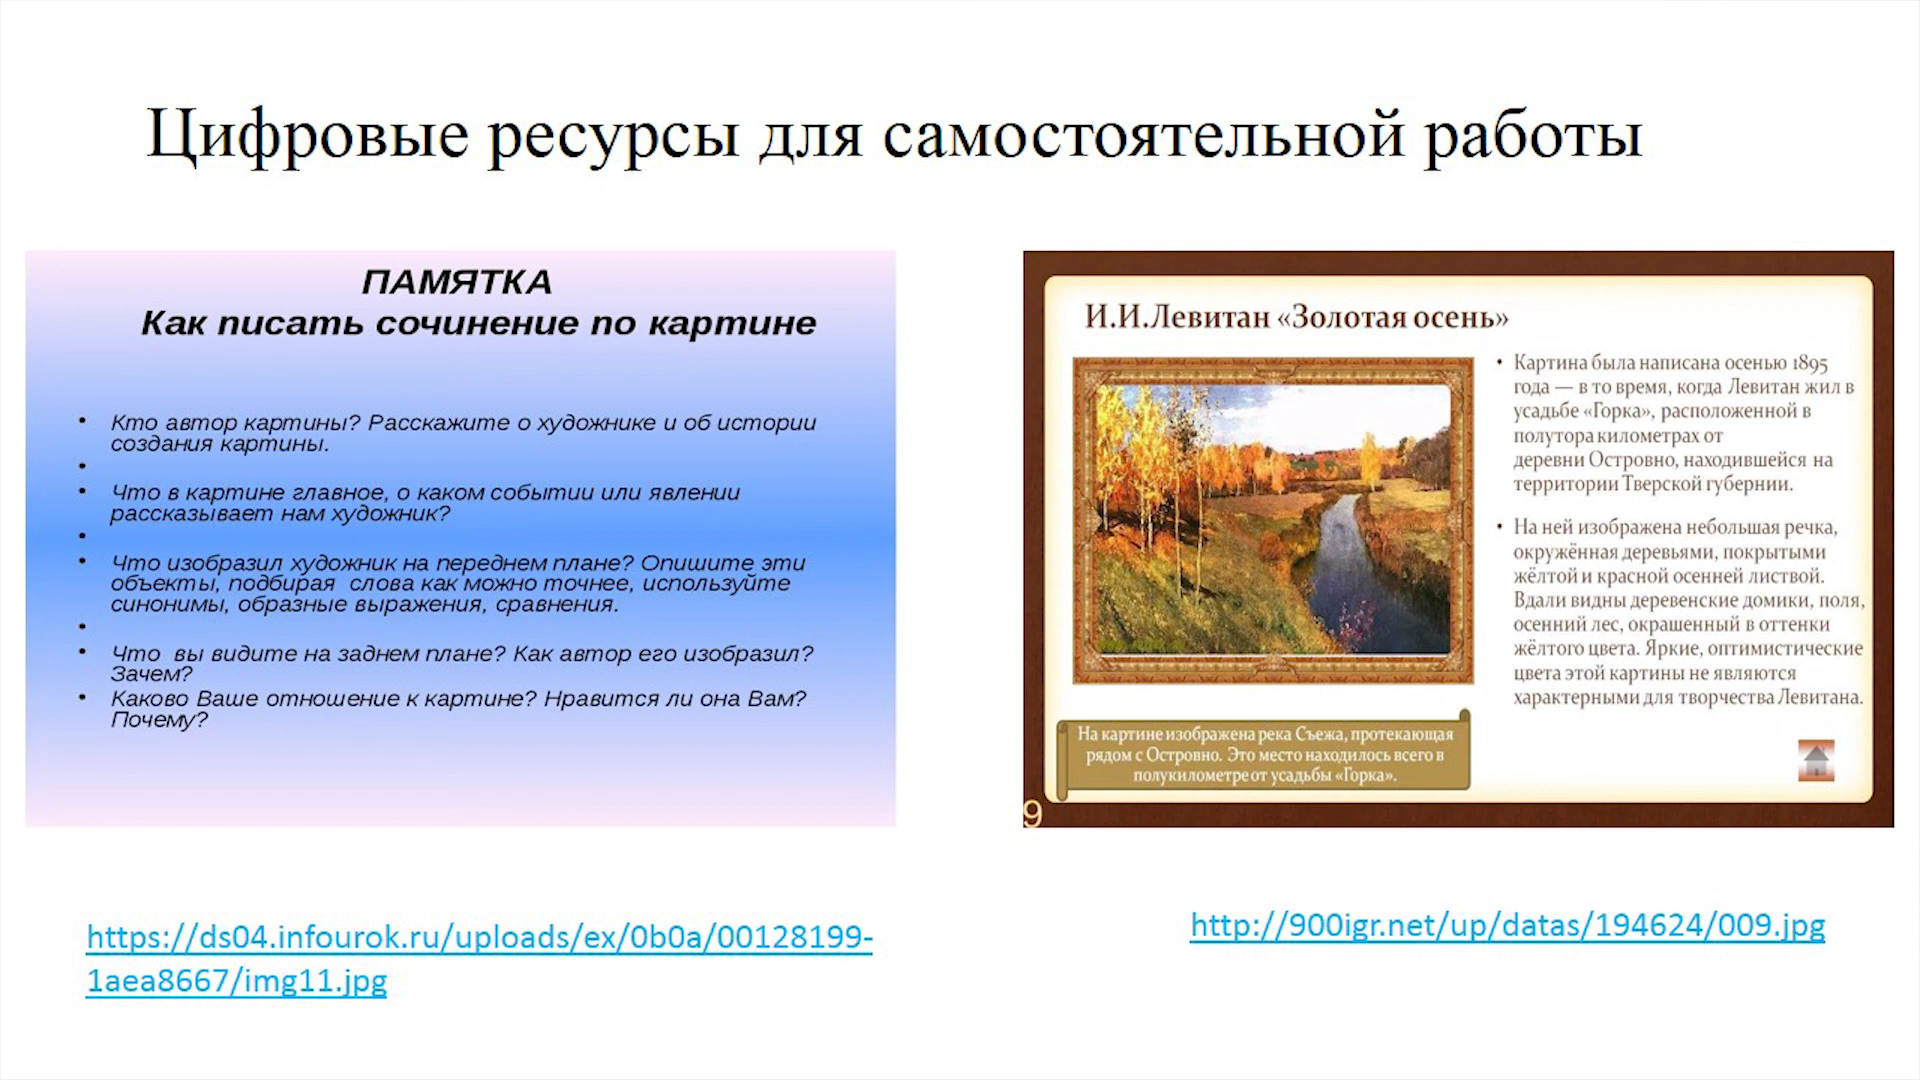 Цифровые ресурсы для самостоятельной работы
ПАМЯТКА
Как писать сочинение по картине
• Кто автор картины? Расскажите о художнике и об истории
создания картины.
•
• Что в картине главное, о каком событии или явлении
рассказывает нам художник?
•
• Что изобразил художник на переднем плане? Опишите эти
объекты, подбирая слова как можно точнее, используйте
синонимы, образные выражения, сравнения.
•
• Что вы видите на заднем плане? Как автор его изобразил?
Зачем?
• Каково Ваше отношение к картине? Нравится ли она Вам?
Почему?
https://ds04.infourok.ru/uploads/ex/0b0a/00128199-
1aea8667/img11.jpg
И.И.Левитан «Золотая осень»
• Картина была написана осенью 1895
года — в то время, когда Левитан жил в
усадьбе «Горка», расположенной в
полутора километрах от
деревни Островно, находившейся на
территории Тверской губернии.
• На ней изображена небольшая речка,
окружённая деревьями, покрытыми
жёлтой и красной осенней листвой.
Вдали видны деревенские домики, поля,
осенний лес, окрашенный в оттенки
жёлтого цвета. Яркие, оптимистические
цвета этой картины не являются
характерными для творчества Левитана.
На картине изображена река Съежа, протекающая
рядом с Островно. Это место находилось всего в
полукилометре от усадьбы «Горка».
9
http://900igr.net/up/datas/194624/009.jpg